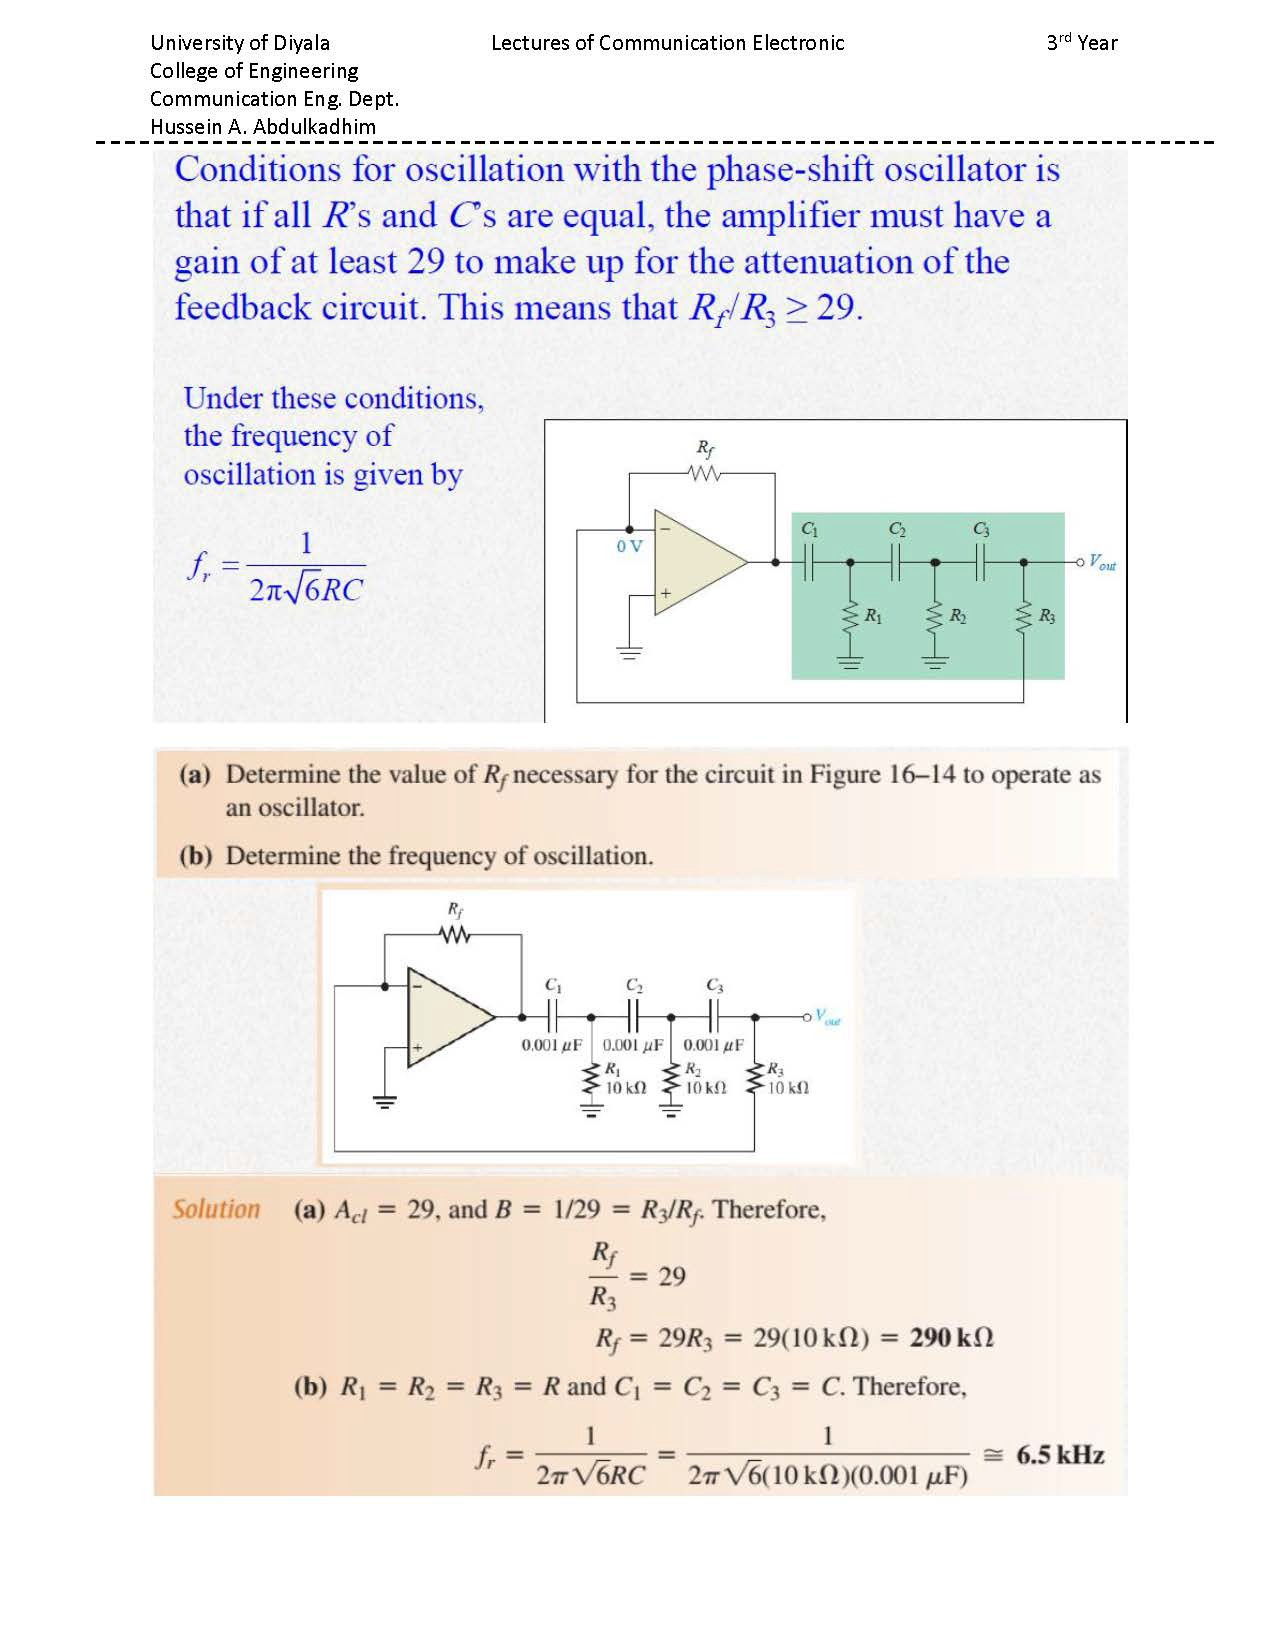 University of Diyala Lectures of Communication Electronic 3rd Year
College of Engineering
Communication Eng. Dept.
Hussein A. Abdulkadhim
Conditions for oscillation with the phase-shift oscillator is
that if all R's and C's are equal, the amplifier must have a
gain of at least 29 to make up for the attenuation of the
feedback circuit. This means that Rf/R3 ≥ 29.
Under these conditions,
the frequency of
oscillation is given by
fr = 1 / 2π√6RC
Rf
0 V
−
+
C1 C2 C3
Vout
R1 R2 R3
(a) Determine the value of Rf necessary for the circuit in Figure 16–14 to operate as
an oscillator.
(b) Determine the frequency of oscillation.
Rf
−
+
C1 C2 C3
Vout
0.001 μF 0.001 μF 0.001 μF
R1 R2 R3
10 kΩ 10 kΩ 10 kΩ
Solution (a) Acl = 29, and B = 1/29 = R3/Rf. Therefore,
Rf / R3 = 29
Rf = 29R3 = 29(10 kΩ) = 290 kΩ
(b) R1 = R2 = R3 = R and C1 = C2 = C3 = C. Therefore,
fr = 1 / 2π√6RC = 1 / 2π√6(10 kΩ)(0.001 μF) ≅ 6.5 kHz